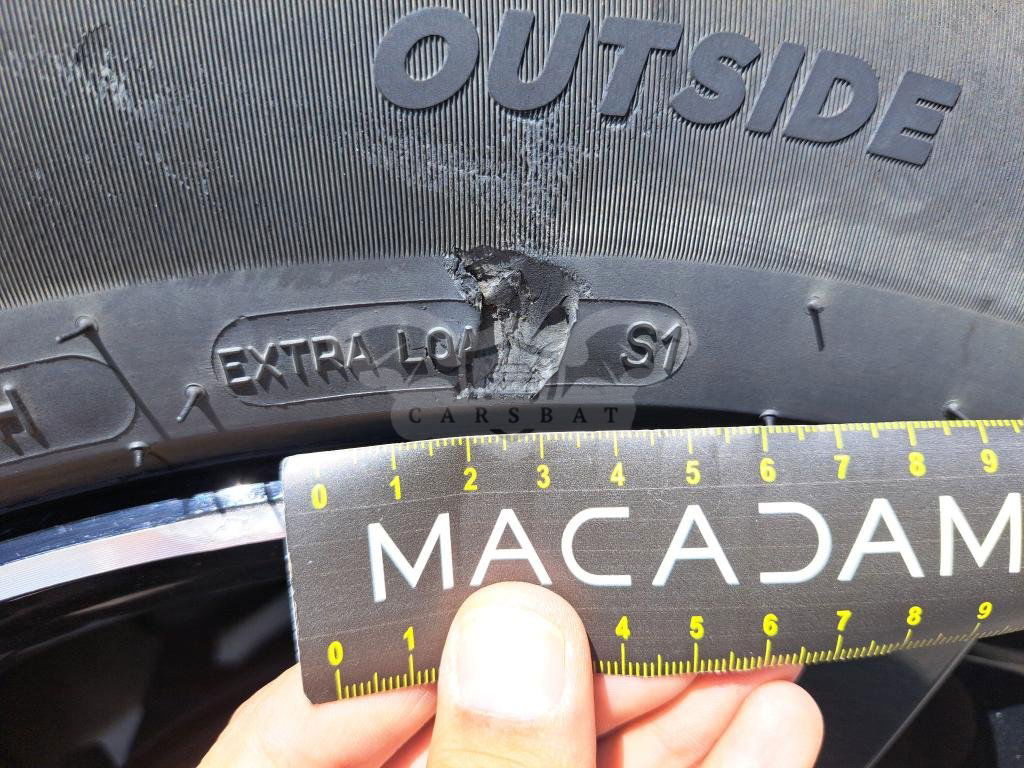 OUTSIDE
EXTRA LOA S1
H
CARSBAT
0 1 2 3 4 5 6 7 8 9
MACADAM
0 1 4 5 6 7 8 9